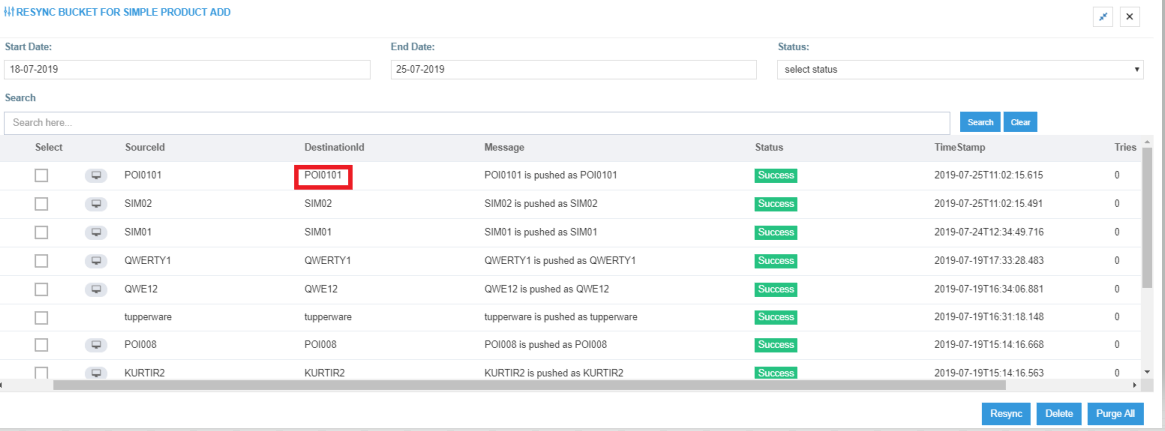 RESYNC BUCKET FOR SIMPLE PRODUCT ADD
Start Date: End Date: Status:
18-07-2019 25-07-2019 select status
Search
Search here... Search Clear
Select SourceId DestinationId Message Status TimeStamp Tries
POI0101 POI0101 POI0101 is pushed as POI0101 Success 2019-07-25T11:02:15.615 0
SIM02 SIM02 SIM02 is pushed as SIM02 Success 2019-07-25T11:02:15.491 0
SIM01 SIM01 SIM01 is pushed as SIM01 Success 2019-07-24T12:34:49.716 0
QWERTY1 QWERTY1 QWERTY1 is pushed as QWERTY1 Success 2019-07-19T17:33:28.483 0
QWE12 QWE12 QWE12 is pushed as QWE12 Success 2019-07-19T16:34:06.881 0
tupperware tupperware tupperware is pushed as tupperware Success 2019-07-19T16:31:18.148 0
POI008 POI008 POI008 is pushed as POI008 Success 2019-07-19T15:14:16.668 0
KURTIR2 KURTIR2 KURTIR2 is pushed as KURTIR2 Success 2019-07-19T15:14:16.563 0
Resync Delete Purge All